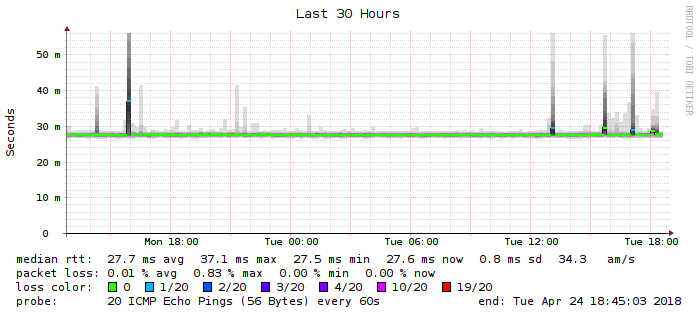 Last 30 Hours
RRDTOOL / TOBI OETIKER
Seconds
50 m
40 m
30 m
20 m
10 m
0
Mon 18:00 Tue 00:00 Tue 06:00 Tue 12:00 Tue 18:00
median rtt: 27.7 ms avg 37.1 ms max 27.5 ms min 27.6 ms now 0.8 ms sd 34.3 am/s
packet loss: 0.01 % avg 0.83 % max 0.00 % min 0.00 % now
loss color: 0 1/20 2/20 3/20 4/20 10/20 19/20
probe: 20 ICMP Echo Pings (56 Bytes) every 60s end: Tue Apr 24 18:45:03 2018